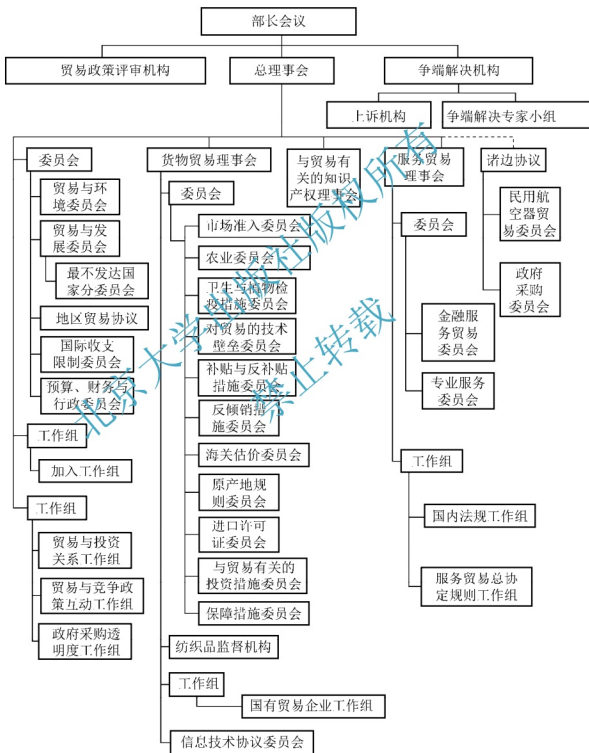 部长会议
贸易政策评审机构
总理事会
争端解决机构
上诉机构
争端解决专家小组
委员会
贸易与环
境委员会
贸易与发
展委员会
最不发达国
家分委员会
地区贸易协议
国际收支
限制委员会
预算、财务与
行政委员会
工作组
加入工作组
工作组
贸易与投资
关系工作组
贸易与竞争政
策互动工作组
政府采购透
明度工作组
货物贸易理事会
委员会
市场准入委员会
农业委员会
卫生与植物检
疫措施委员会
对贸易的技术
壁垒委员会
补贴与反补贴
措施委员会
反倾销措
施委员会
海关估价委员会
原产地规
则委员会
进口许可
证委员会
与贸易有关的
投资措施委员会
保障措施委员会
纺织品监督机构
工作组
国有贸易企业工作组
信息技术协议委员会
与贸易有
关的知识
产权理事会
服务贸易
理事会
委员会
金融服
务贸易
委员会
专业服务
委员会
工作组
国内法规工作组
服务贸易总协
定规则工作组
诸边协议
民用航
空器贸
易委员会
政府
采购
委员会
北京大学出版社版权所有
禁止转载